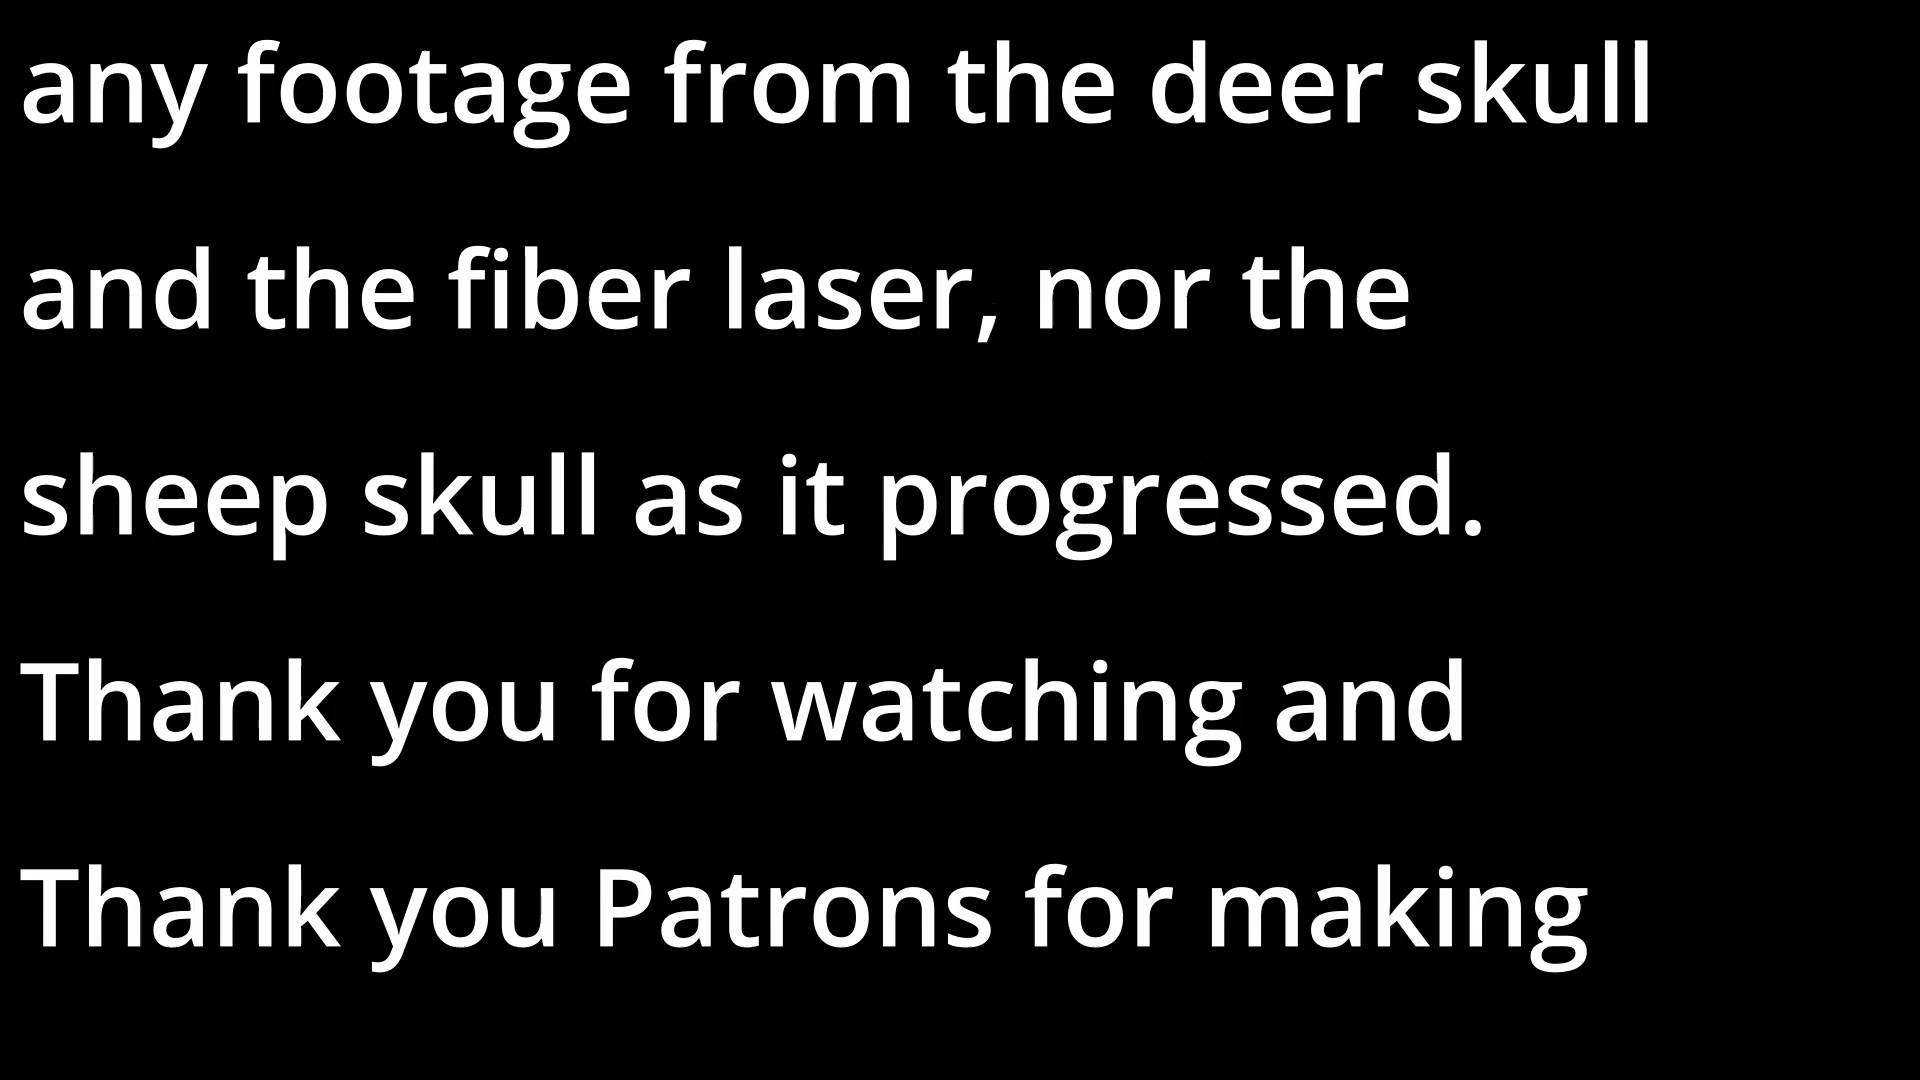 any footage from the deer skull
and the fiber laser, nor the
sheep skull as it progressed.
Thank you for watching and
Thank you Patrons for making